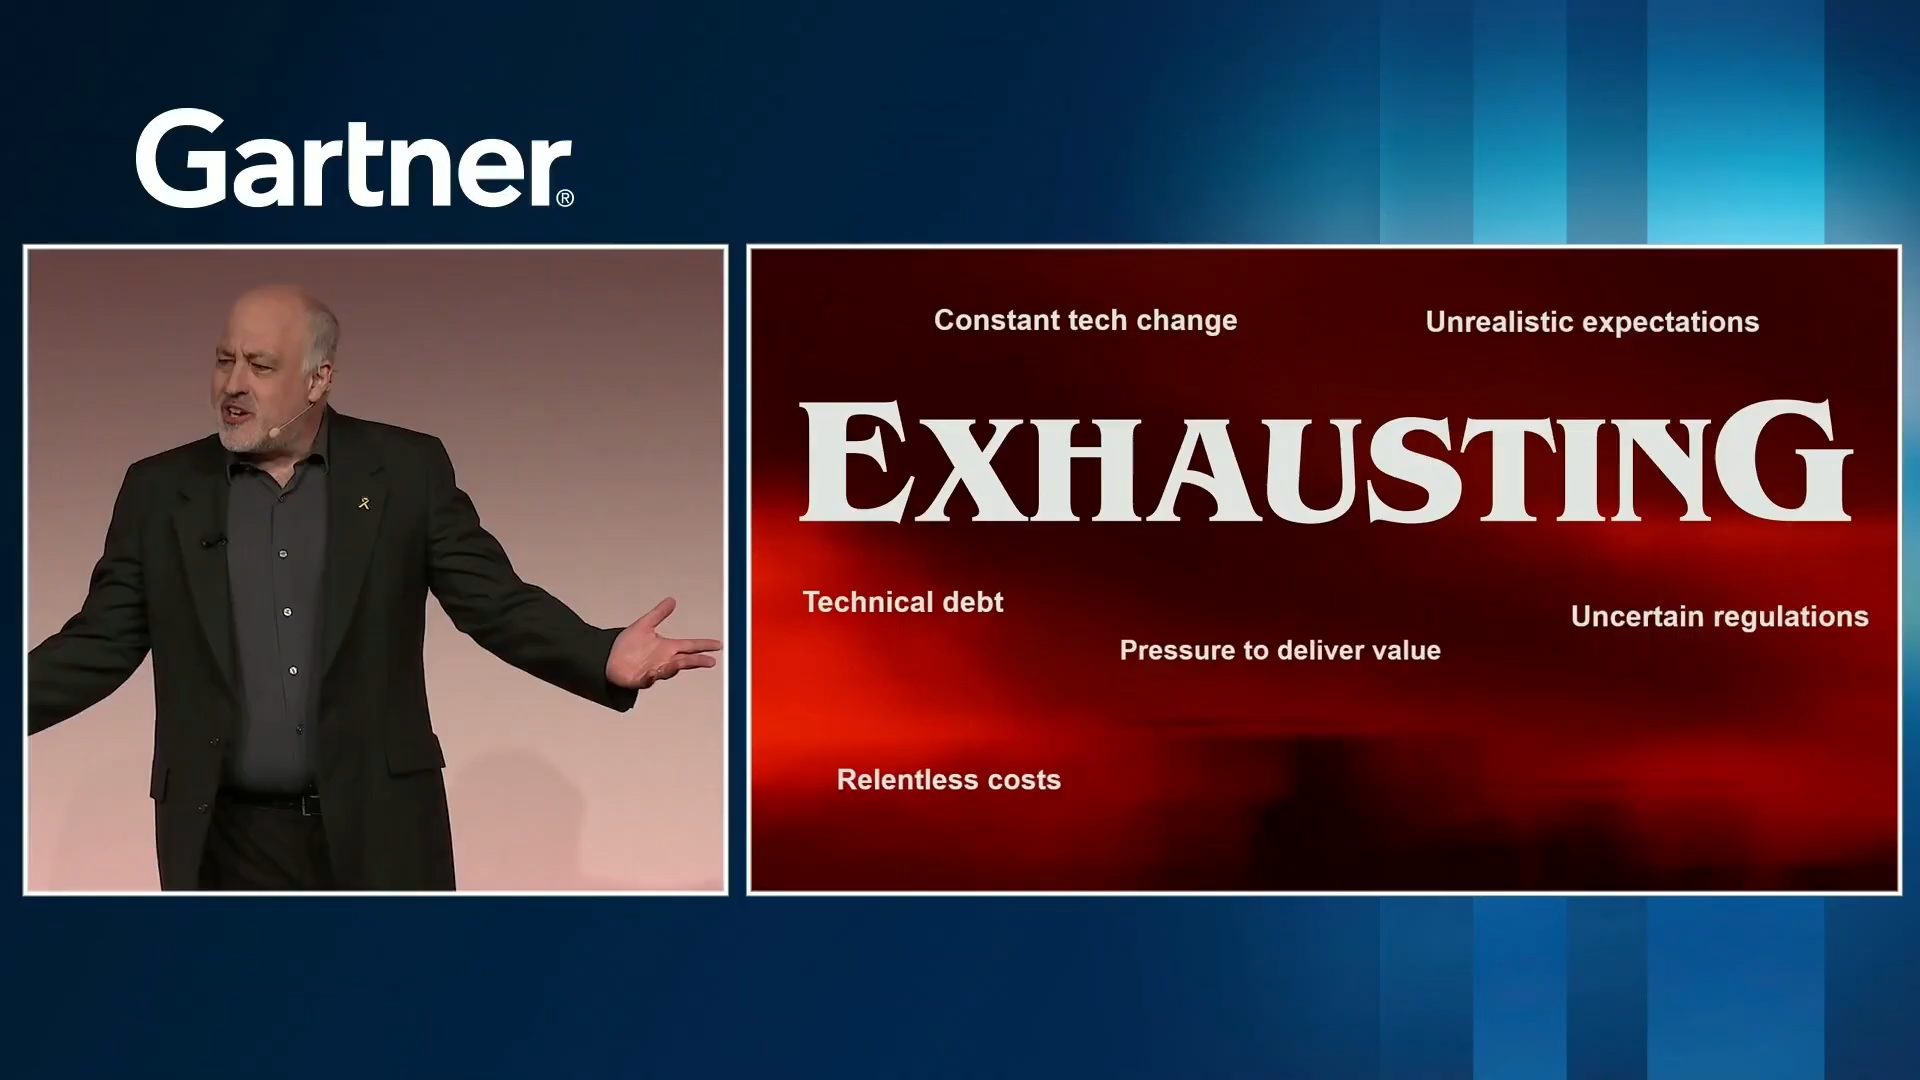 Gartner®
Constant tech change
Unrealistic expectations
EXHAUSTING
Technical debt
Uncertain regulations
Pressure to deliver value
Relentless costs